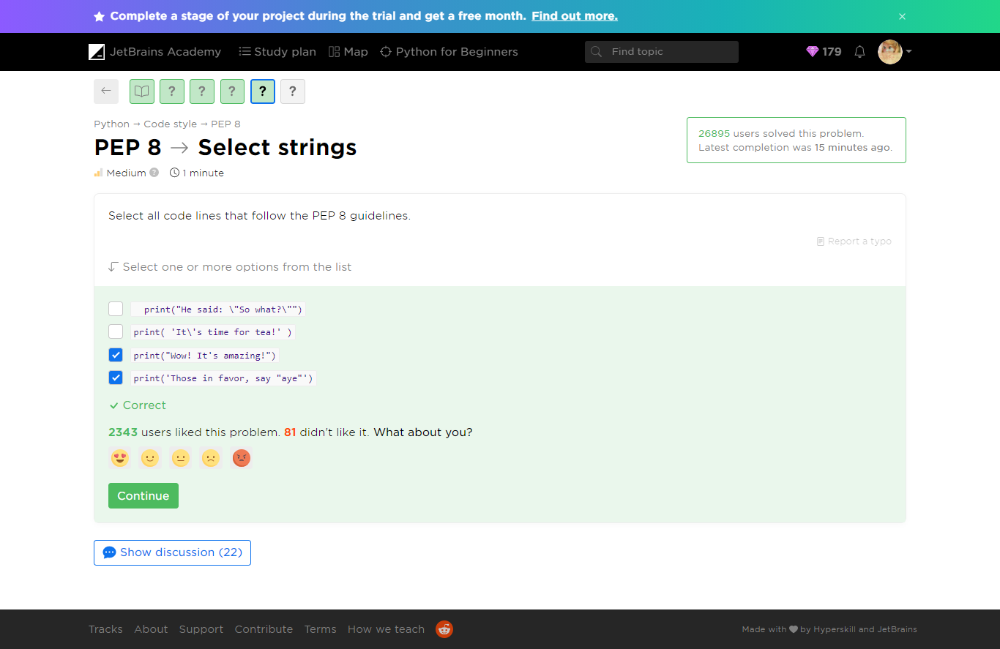 Complete a stage of your project during the trial and get a free month. Find out more. ×
JetBrains Academy Study plan Map Python for Beginners Find topic 179
? ? ? ? ?
Python → Code style → PEP 8
PEP 8 → Select strings
Medium ? 1 minute
26895 users solved this problem.
Latest completion was 15 minutes ago.
Select all code lines that follow the PEP 8 guidelines.
Report a typo
Select one or more options from the list
print("He said: \"So what?\"")
print( 'It\'s time for tea!' )
print("Wow! It's amazing!")
print('Those in favor, say "aye"')
Correct
2343 users liked this problem. 81 didn't like it. What about you?
Continue
Show discussion (22)
Tracks About Support Contribute Terms How we teach
Made with ♥ by Hyperskill and JetBrains